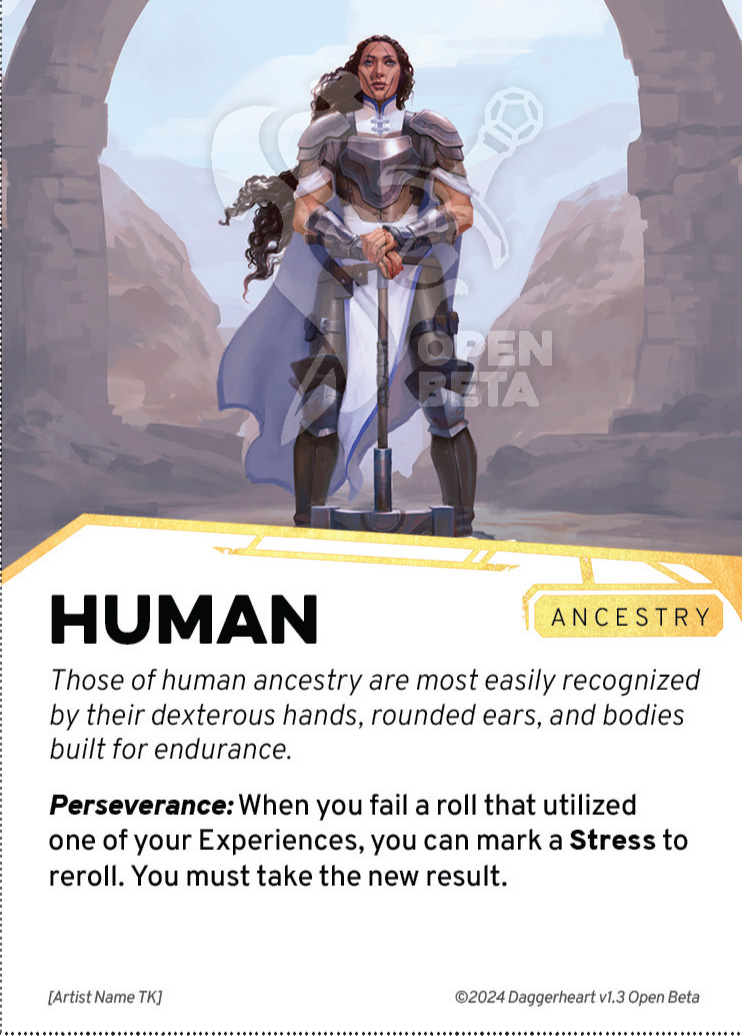 OPEN
BETA
HUMAN
ANCESTRY
Those of human ancestry are most easily recognized
by their dexterous hands, rounded ears, and bodies
built for endurance.
Perseverance: When you fail a roll that utilized
one of your Experiences, you can mark a Stress to
reroll. You must take the new result.
[Artist Name TK]
©2024 Daggerheart v1.3 Open Beta